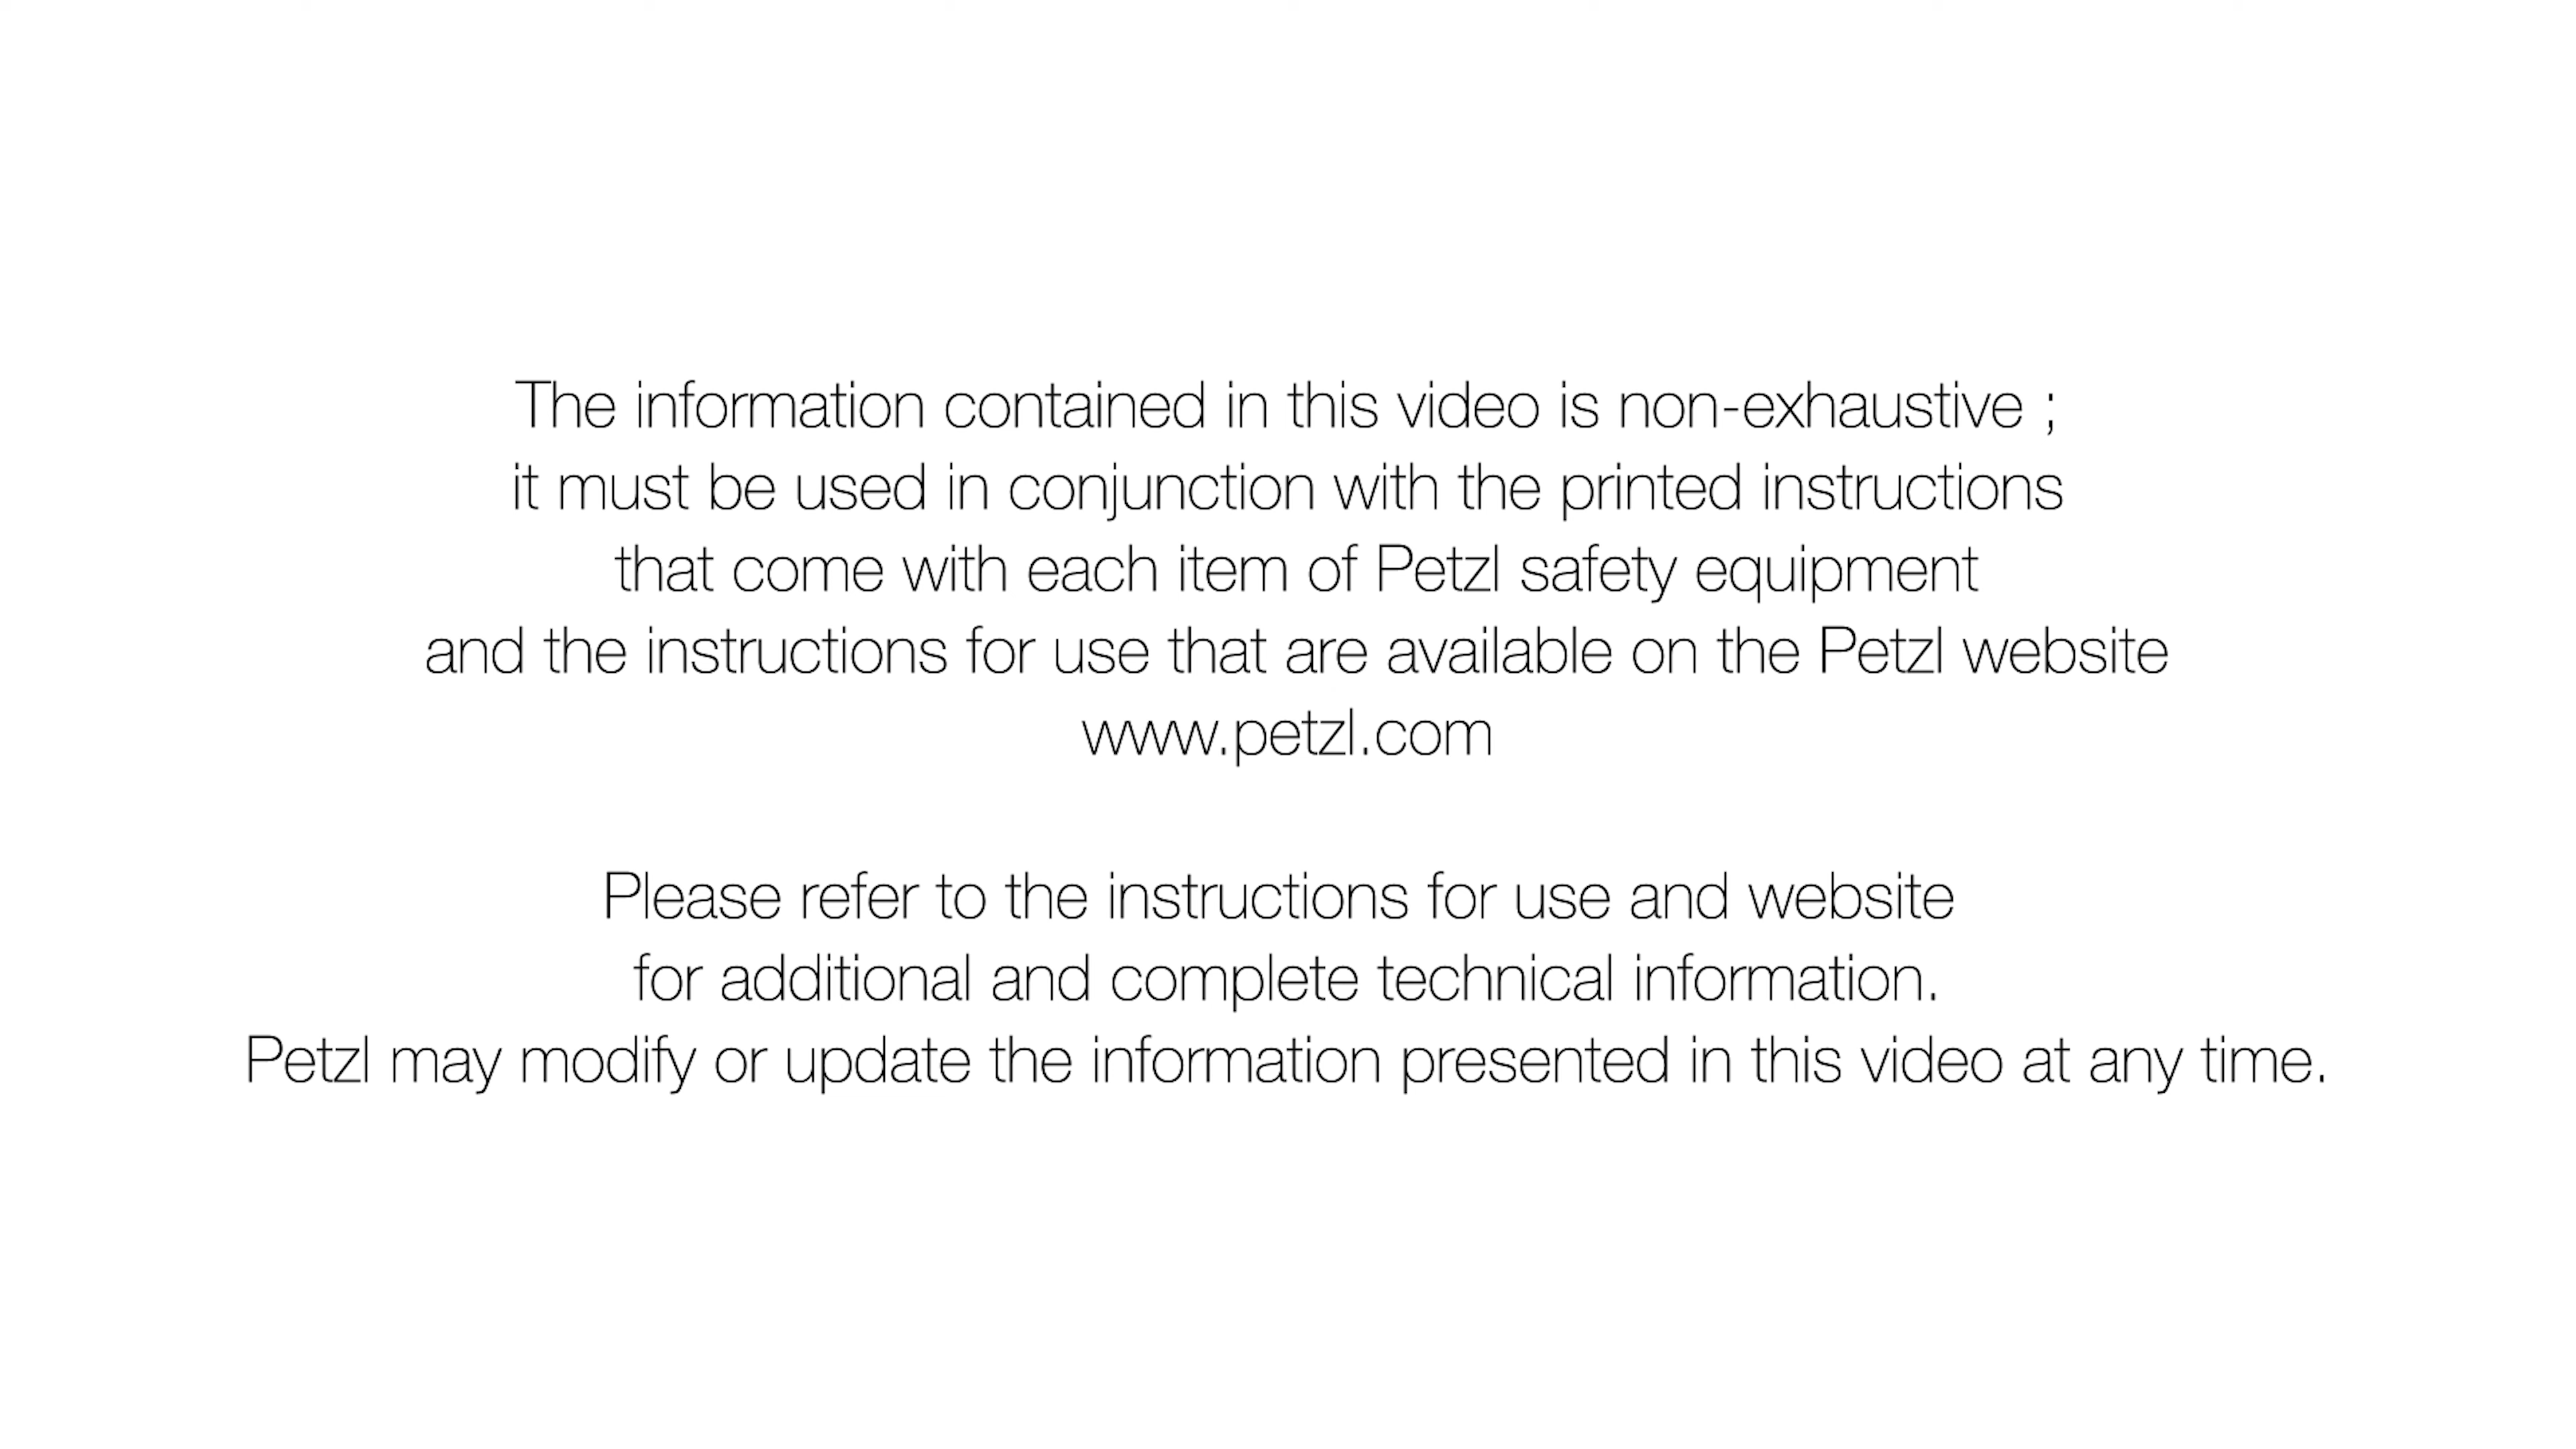 The information contained in this video is non-exhaustive ;
it must be used in conjunction with the printed instructions
that come with each item of Petzl safety equipment
and the instructions for use that are available on the Petzl website
www.petzl.com
Please refer to the instructions for use and website
for additional and complete technical information.
Petzl may modify or update the information presented in this video at any time.